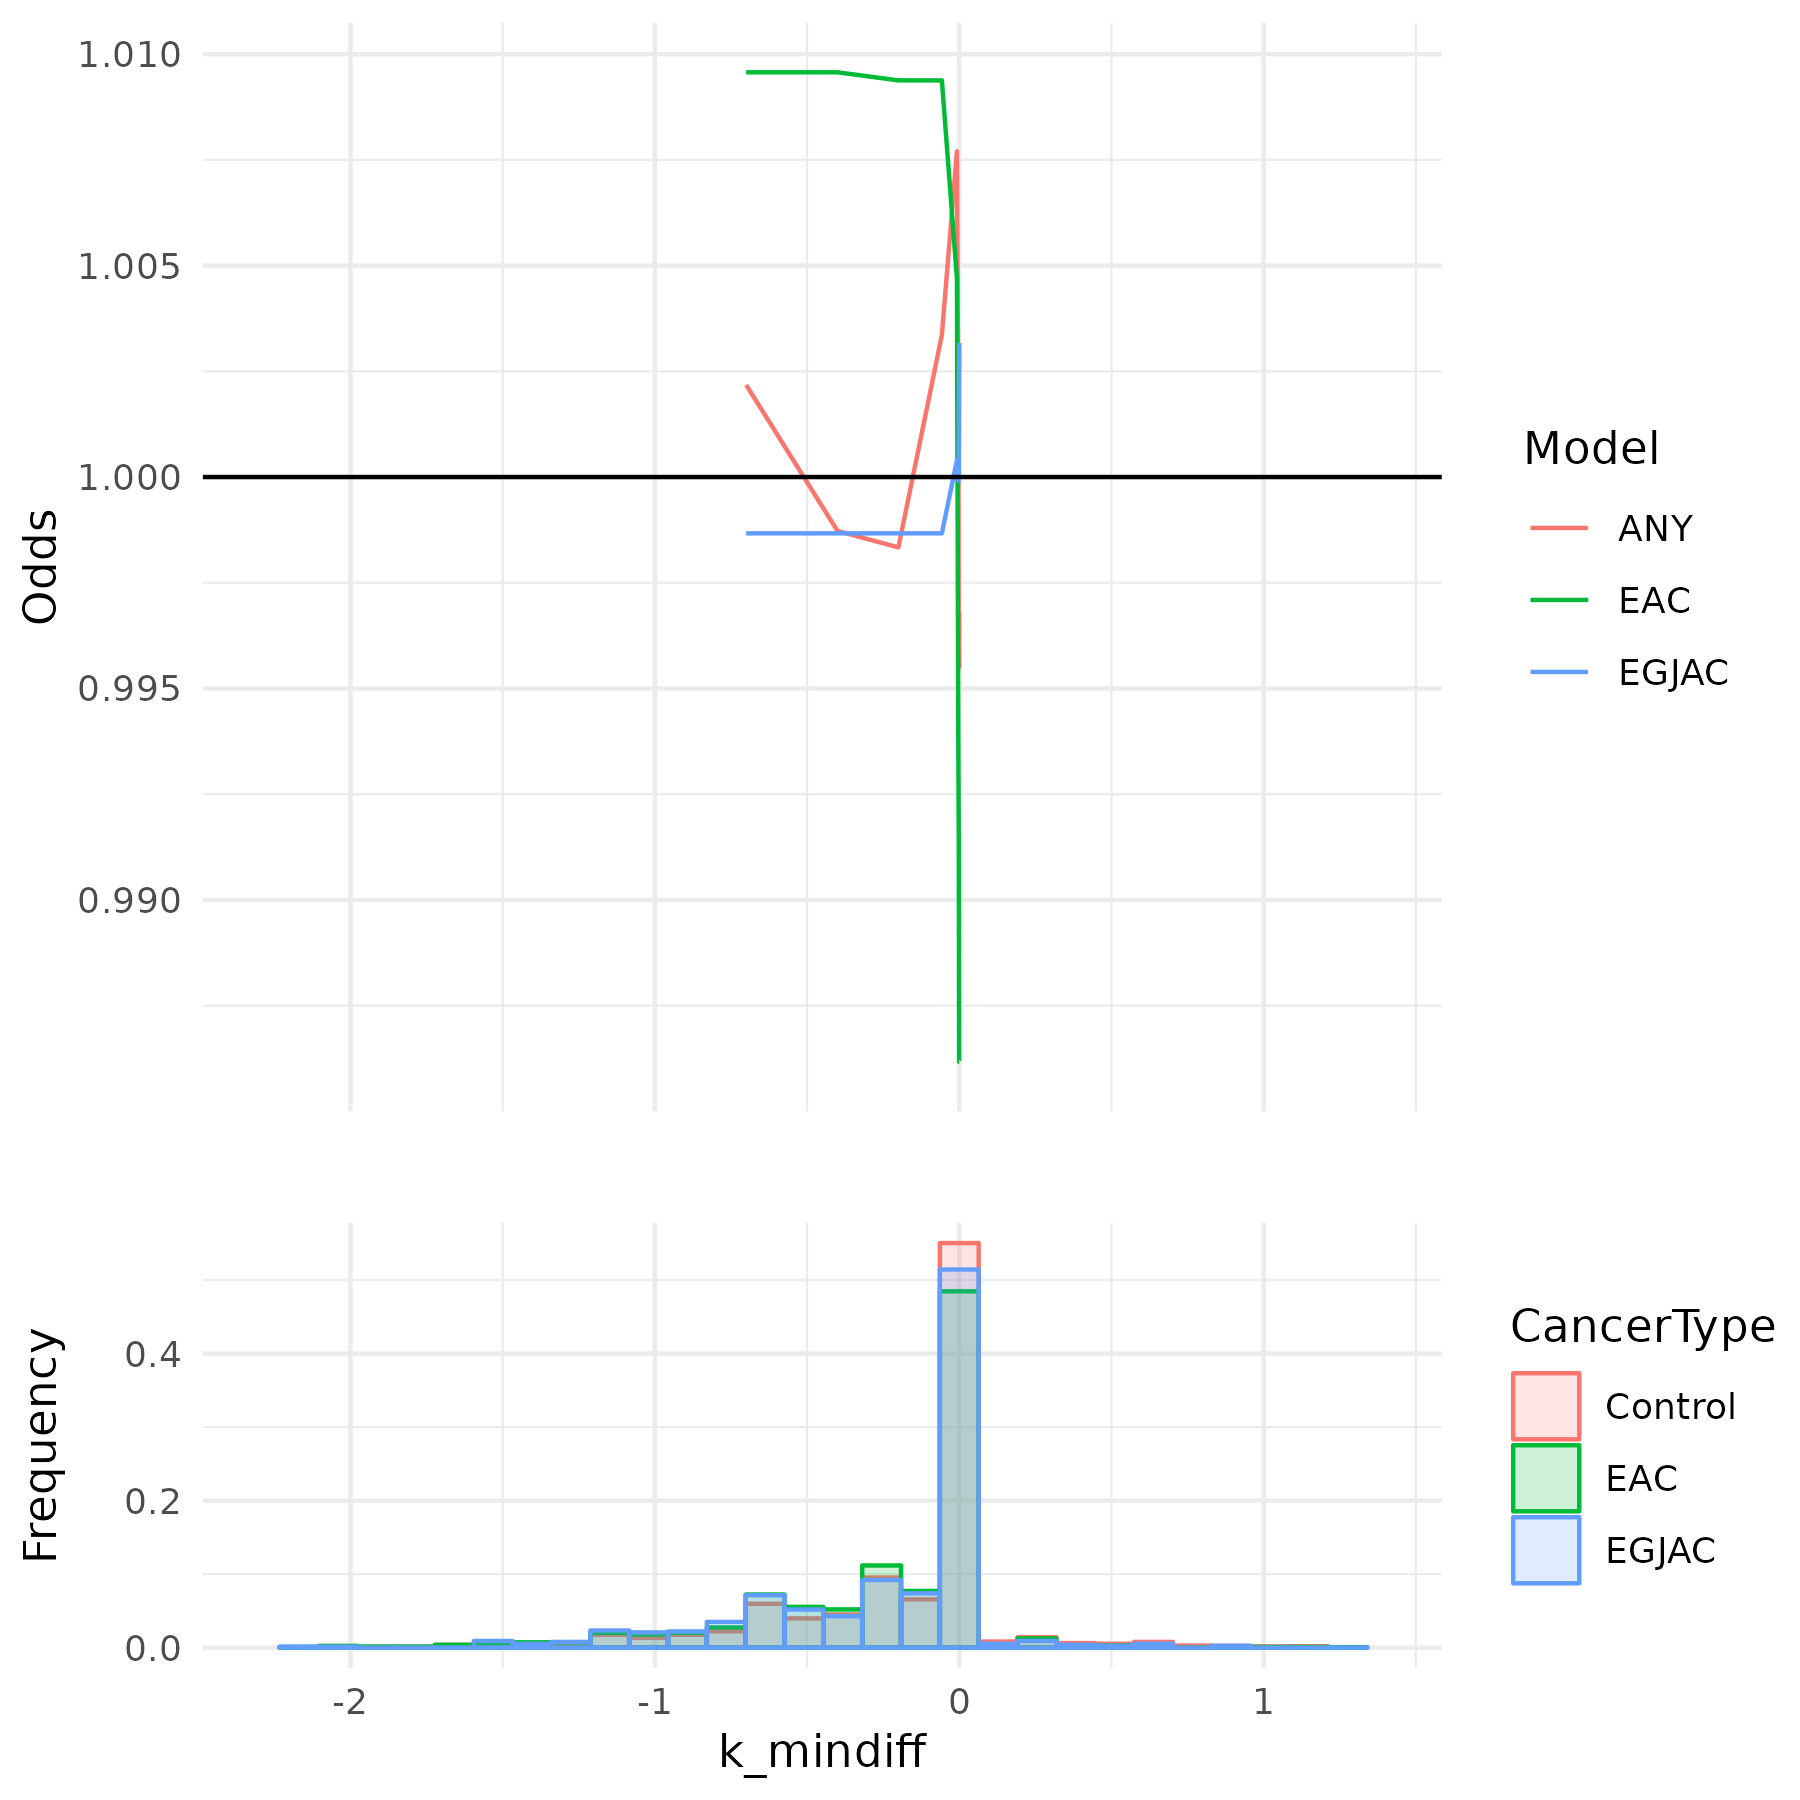 1.010
1.005
1.000
0.995
0.990
Odds
Model
ANY
EAC
EGJAC
0.4
0.2
0.0
Frequency
-2 -1 0 1
k_mindiff
CancerType
Control
EAC
EGJAC